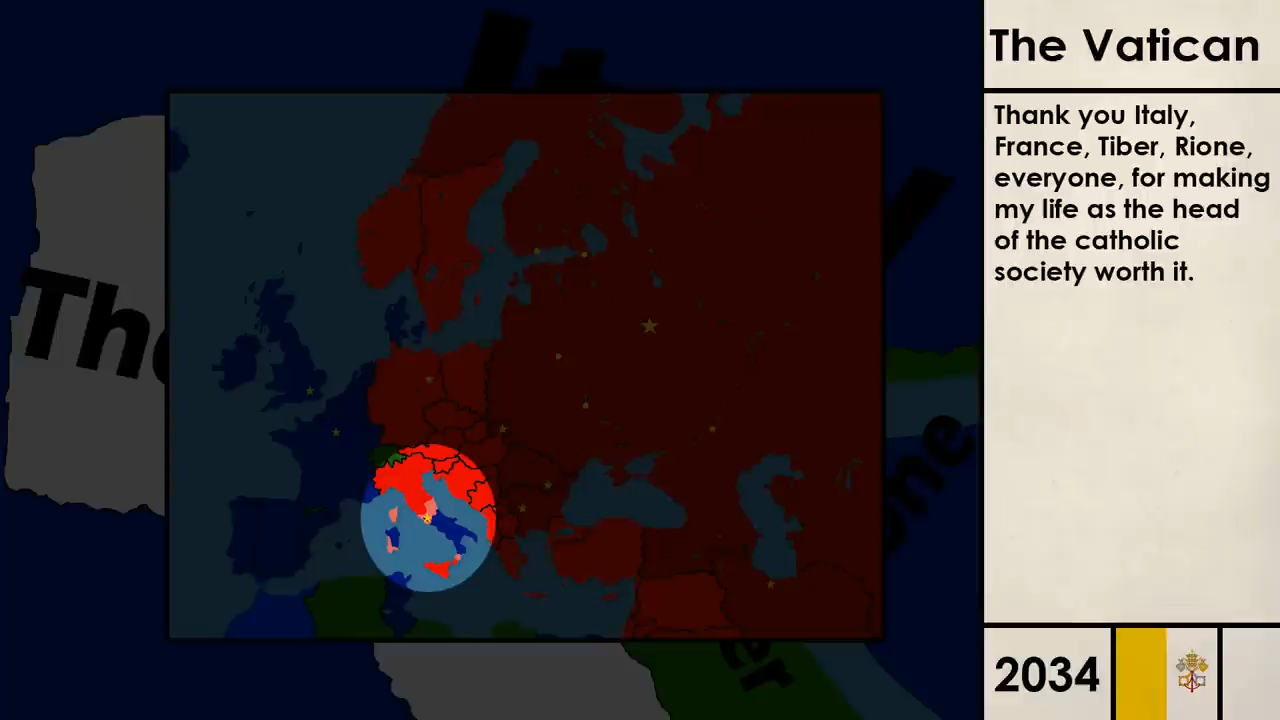 The Vatican
Thank you Italy,
France, Tiber, Rione,
everyone, for making
my life as the head
of the catholic
society worth it.
2034